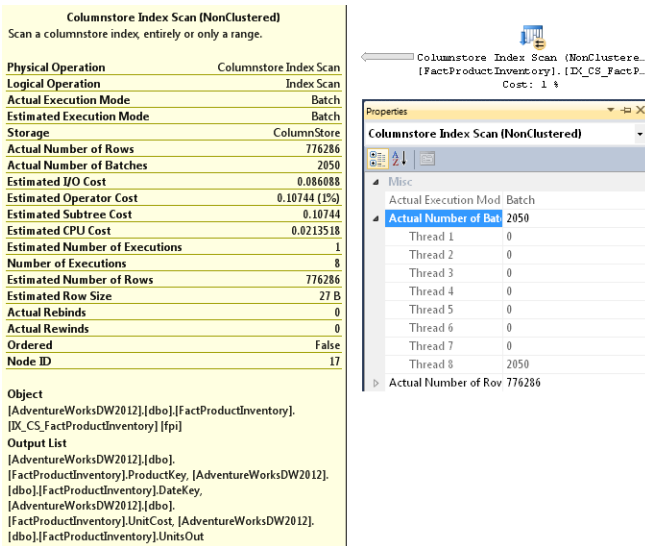 Columnstore Index Scan (NonClustered)
Scan a columnstore index, entirely or only a range.
Physical Operation Columnstore Index Scan
Logical Operation Index Scan
Actual Execution Mode Batch
Estimated Execution Mode Batch
Storage ColumnStore
Actual Number of Rows 776286
Actual Number of Batches 2050
Estimated I/O Cost 0.086088
Estimated Operator Cost 0.10744 (1%)
Estimated Subtree Cost 0.10744
Estimated CPU Cost 0.0213518
Estimated Number of Executions 1
Number of Executions 8
Estimated Number of Rows 776286
Estimated Row Size 27 B
Actual Rebinds 0
Actual Rewinds 0
Ordered False
Node ID 17
Object
[AdventureWorksDW2012].[dbo].[FactProductInventory].
[IX_CS_FactProductInventory] [fpi]
Output List
[AdventureWorksDW2012].[dbo].
[FactProductInventory].ProductKey, [AdventureWorksDW2012].
[dbo].[FactProductInventory].DateKey,
[AdventureWorksDW2012].[dbo].
[FactProductInventory].UnitCost, [AdventureWorksDW2012].
[dbo].[FactProductInventory].UnitsOut
Columnstore Index Scan (NonClustere…
[FactProductInventory].[IX_CS_FactP…
Cost: 1 %
Properties
Columnstore Index Scan (NonClustered)
Misc
Actual Execution Mod Batch
Actual Number of Bat 2050
Thread 1 0
Thread 2 0
Thread 3 0
Thread 4 0
Thread 5 0
Thread 6 0
Thread 7 0
Thread 8 2050
Actual Number of Rov 776286